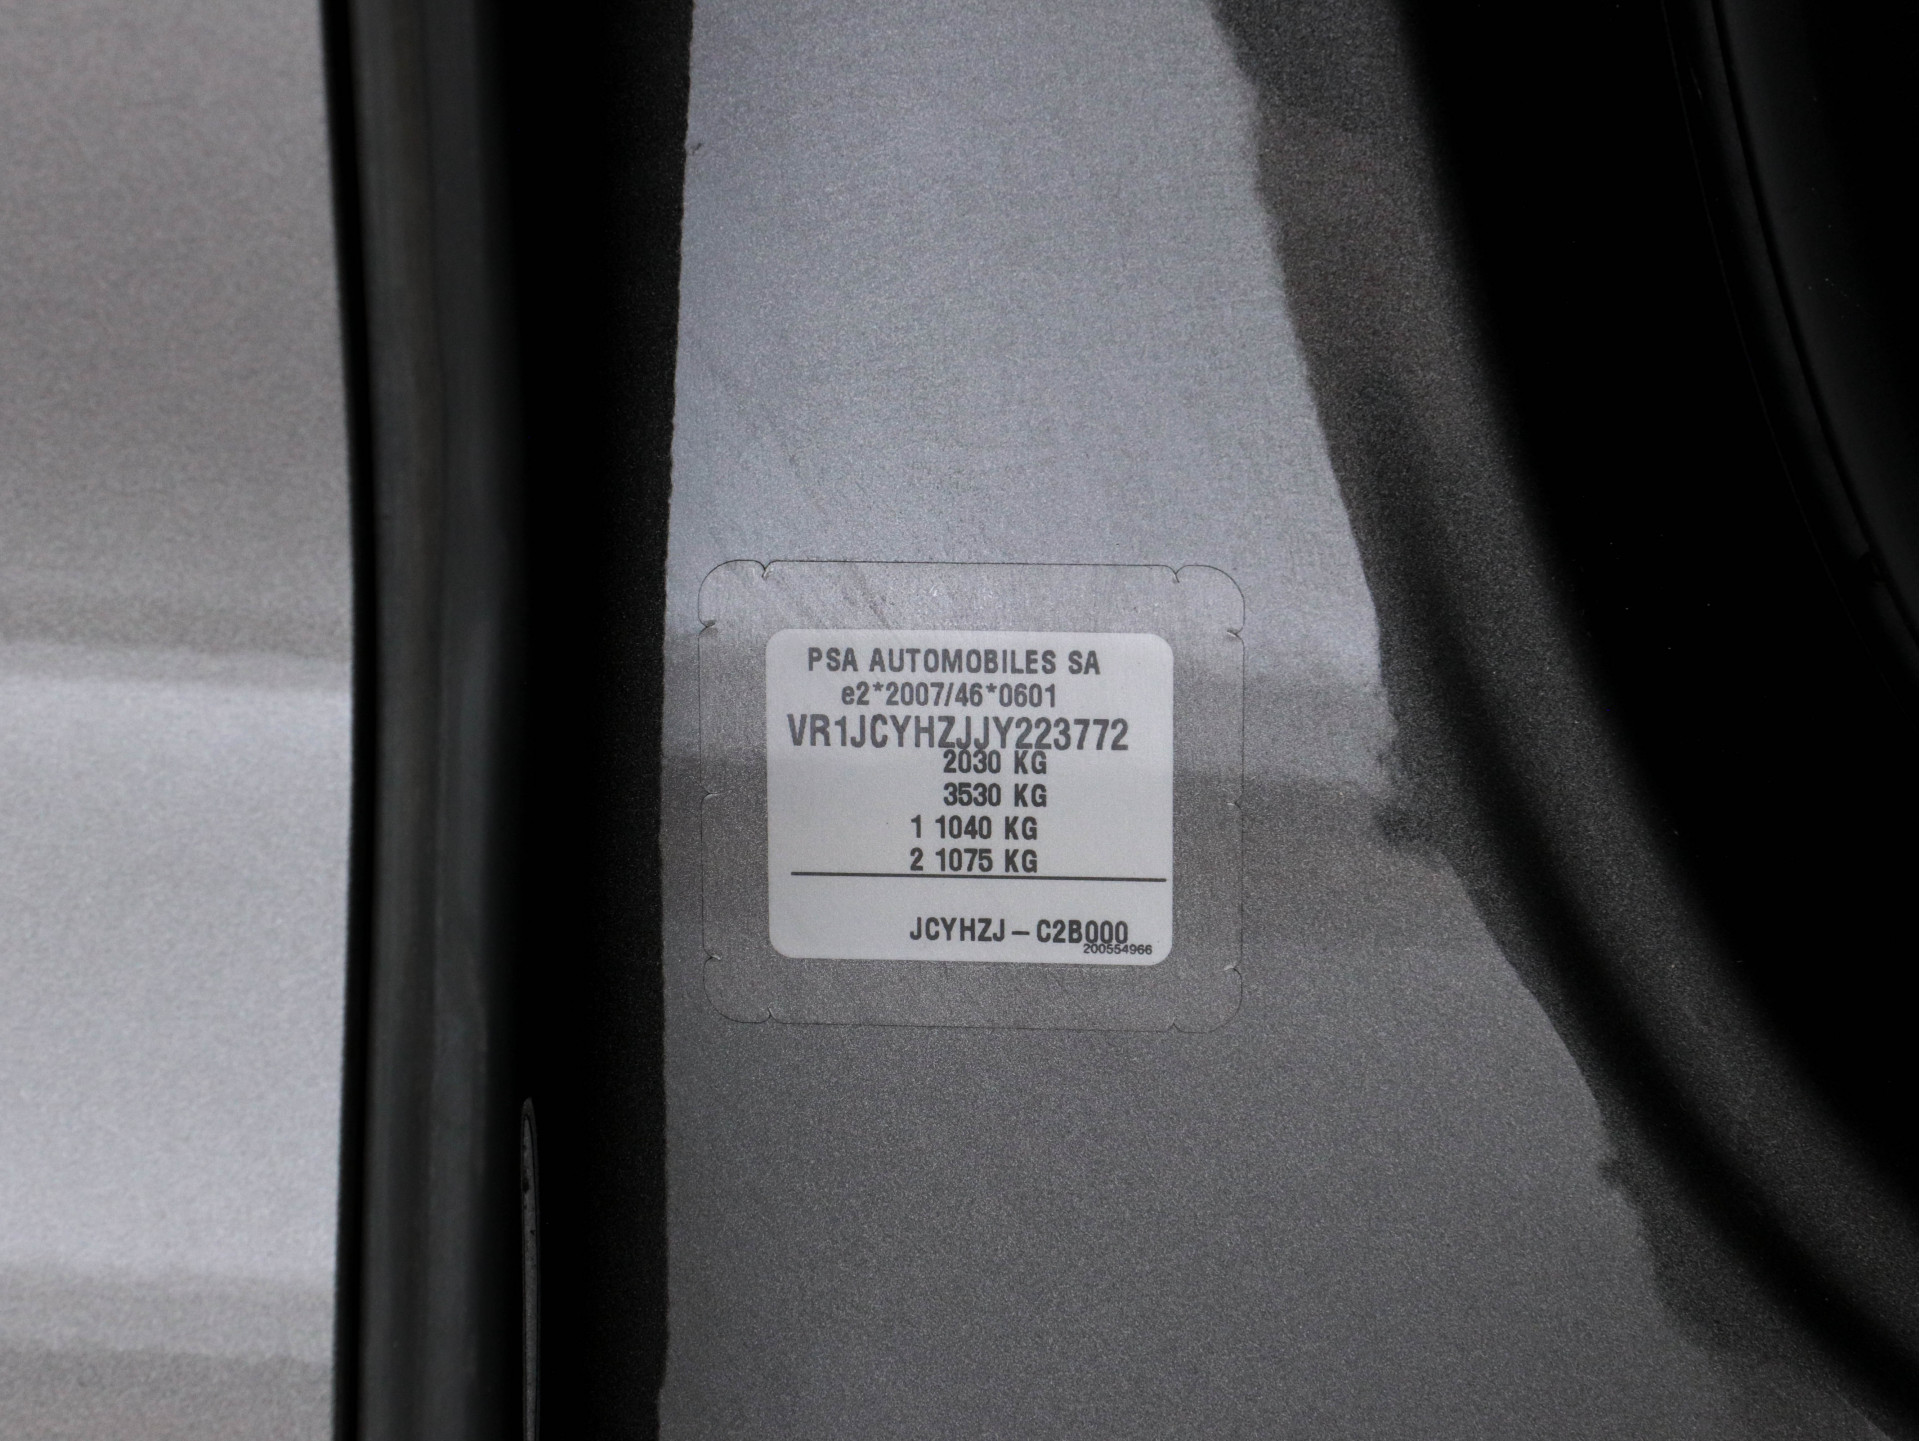 PSA AUTOMOBILES SA
e2*2007/46*0601
VR1JCYHZJJY223772
2030 KG
3530 KG
1 1040 KG
2 1075 KG
JCYHZJ – C2B000
200554966